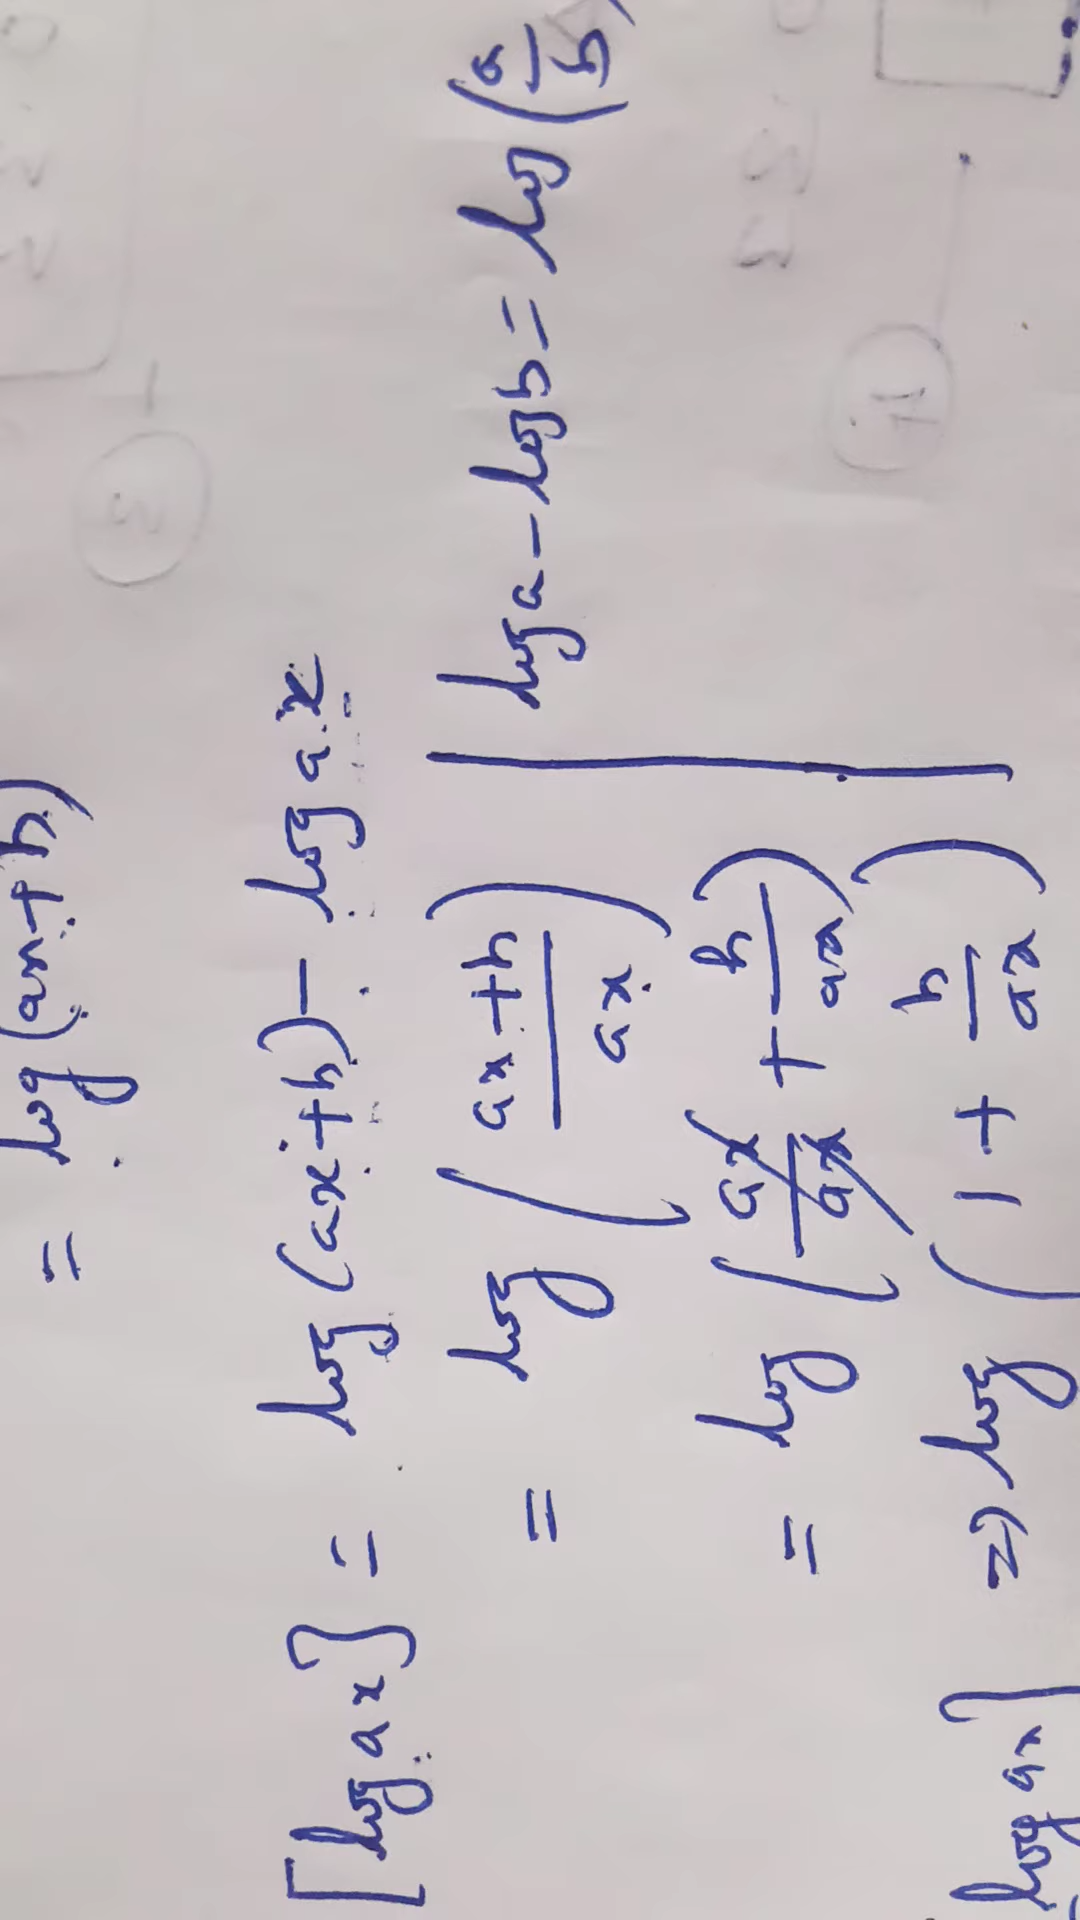 = log(ax+h)
[log ax] = log(ax+h) - log ax
= log ( (ax+h)/ax ) | log a - log b = log (a/b)
= log ( ax/ax + h/ax )
log ax] => log ( 1 + h/ax )